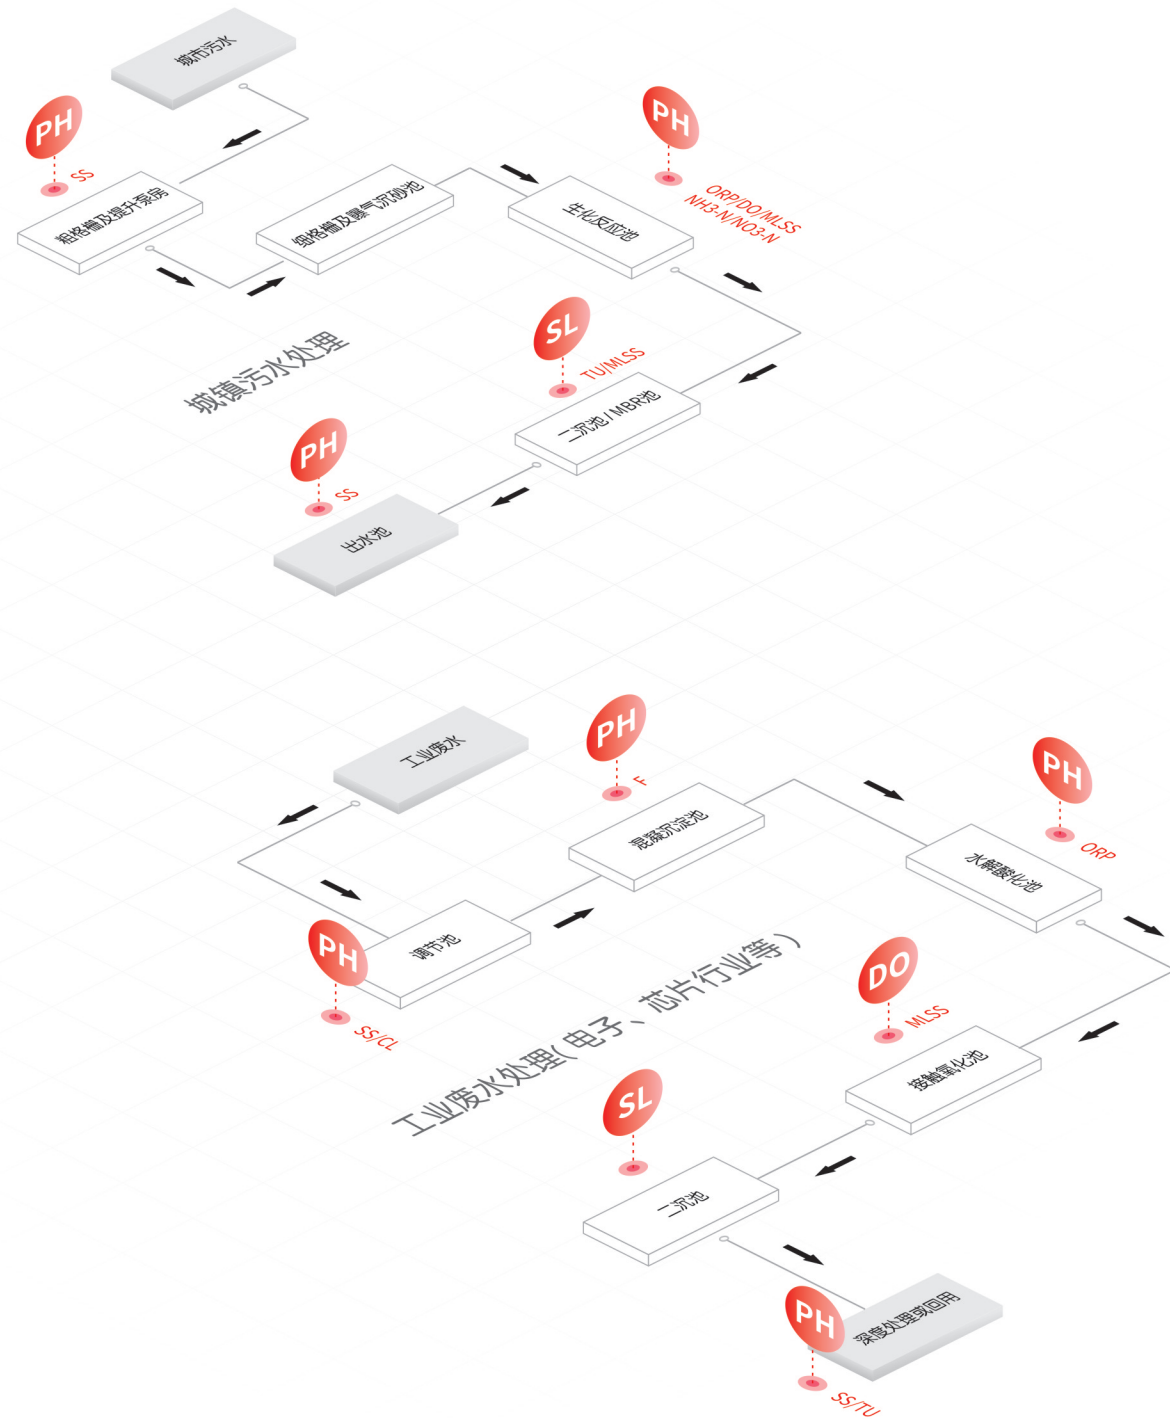 城市污水
PH
SS
粗格栅及提升泵房
细格栅及曝气沉砂池
PH
ORP/DO/MLSS
NH3-N/NO3-N
生化反应池
城镇污水处理
SL
TU/MLSS
二沉池 / MBR池
PH
SS
出水池
工业废水
PH
F
混凝沉淀池
PH
ORP
水解酸化池
PH
SS/CL
调节池
工业废水处理(电子、芯片行业等)
DO
MLSS
接触氧化池
SL
二沉池
PH
SS/TU
深度处理或回用